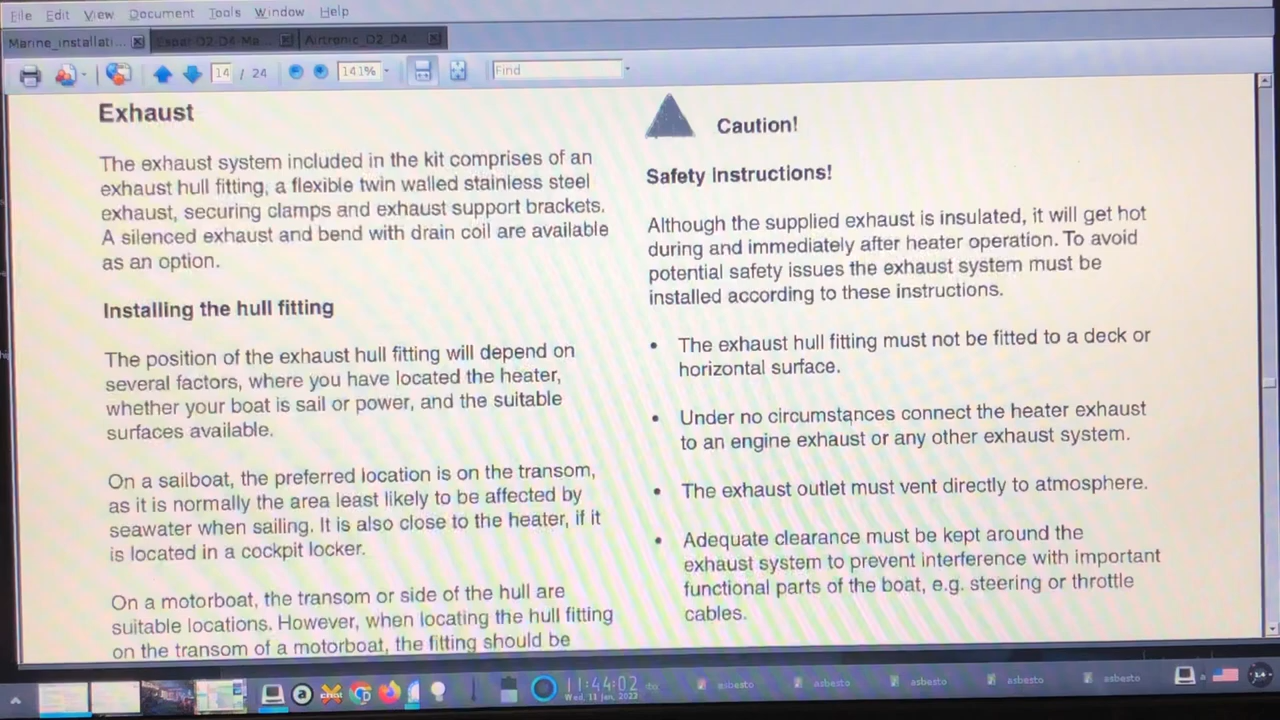 File Edit View Document Tools Window Help
Marine_installati... Espar D2-D4 Ma... Airtronic_D2_D4...
14 / 24 141% Find
Exhaust
The exhaust system included in the kit comprises of an
exhaust hull fitting, a flexible twin walled stainless steel
exhaust, securing clamps and exhaust support brackets.
A silenced exhaust and bend with drain coil are available
as an option.
Installing the hull fitting
The position of the exhaust hull fitting will depend on
several factors, where you have located the heater,
whether your boat is sail or power, and the suitable
surfaces available.
On a sailboat, the preferred location is on the transom,
as it is normally the area least likely to be affected by
seawater when sailing. It is also close to the heater, if it
is located in a cockpit locker.
On a motorboat, the transom or side of the hull are
suitable locations. However, when locating the hull fitting
on the transom of a motorboat, the fitting should be
Caution!
Safety Instructions!
Although the supplied exhaust is insulated, it will get hot
during and immediately after heater operation. To avoid
potential safety issues the exhaust system must be
installed according to these instructions.
• The exhaust hull fitting must not be fitted to a deck or
horizontal surface.
• Under no circumstances connect the heater exhaust
to an engine exhaust or any other exhaust system.
• The exhaust outlet must vent directly to atmosphere.
• Adequate clearance must be kept around the
exhaust system to prevent interference with important
functional parts of the boat, e.g. steering or throttle
cables.
a chat 11:44:02 asbesto asbesto asbesto asbesto asbesto
Wed, 11 Jan, 2023